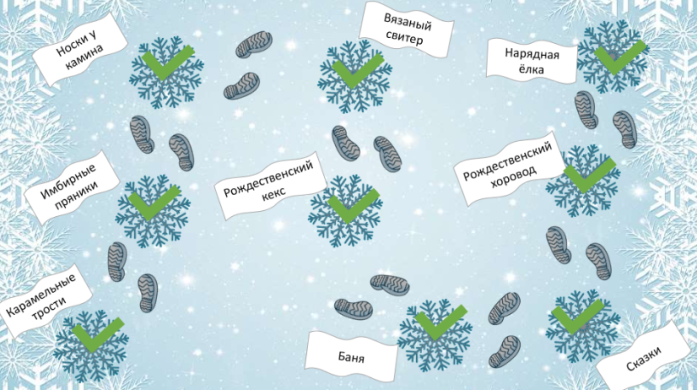 Носки у
камина
Вязаный
свитер
Нарядная
ёлка
Имбирные
пряники
Рождественский
кекс
Рождественский
хоровод
Карамельные
трости
Баня
Сказки